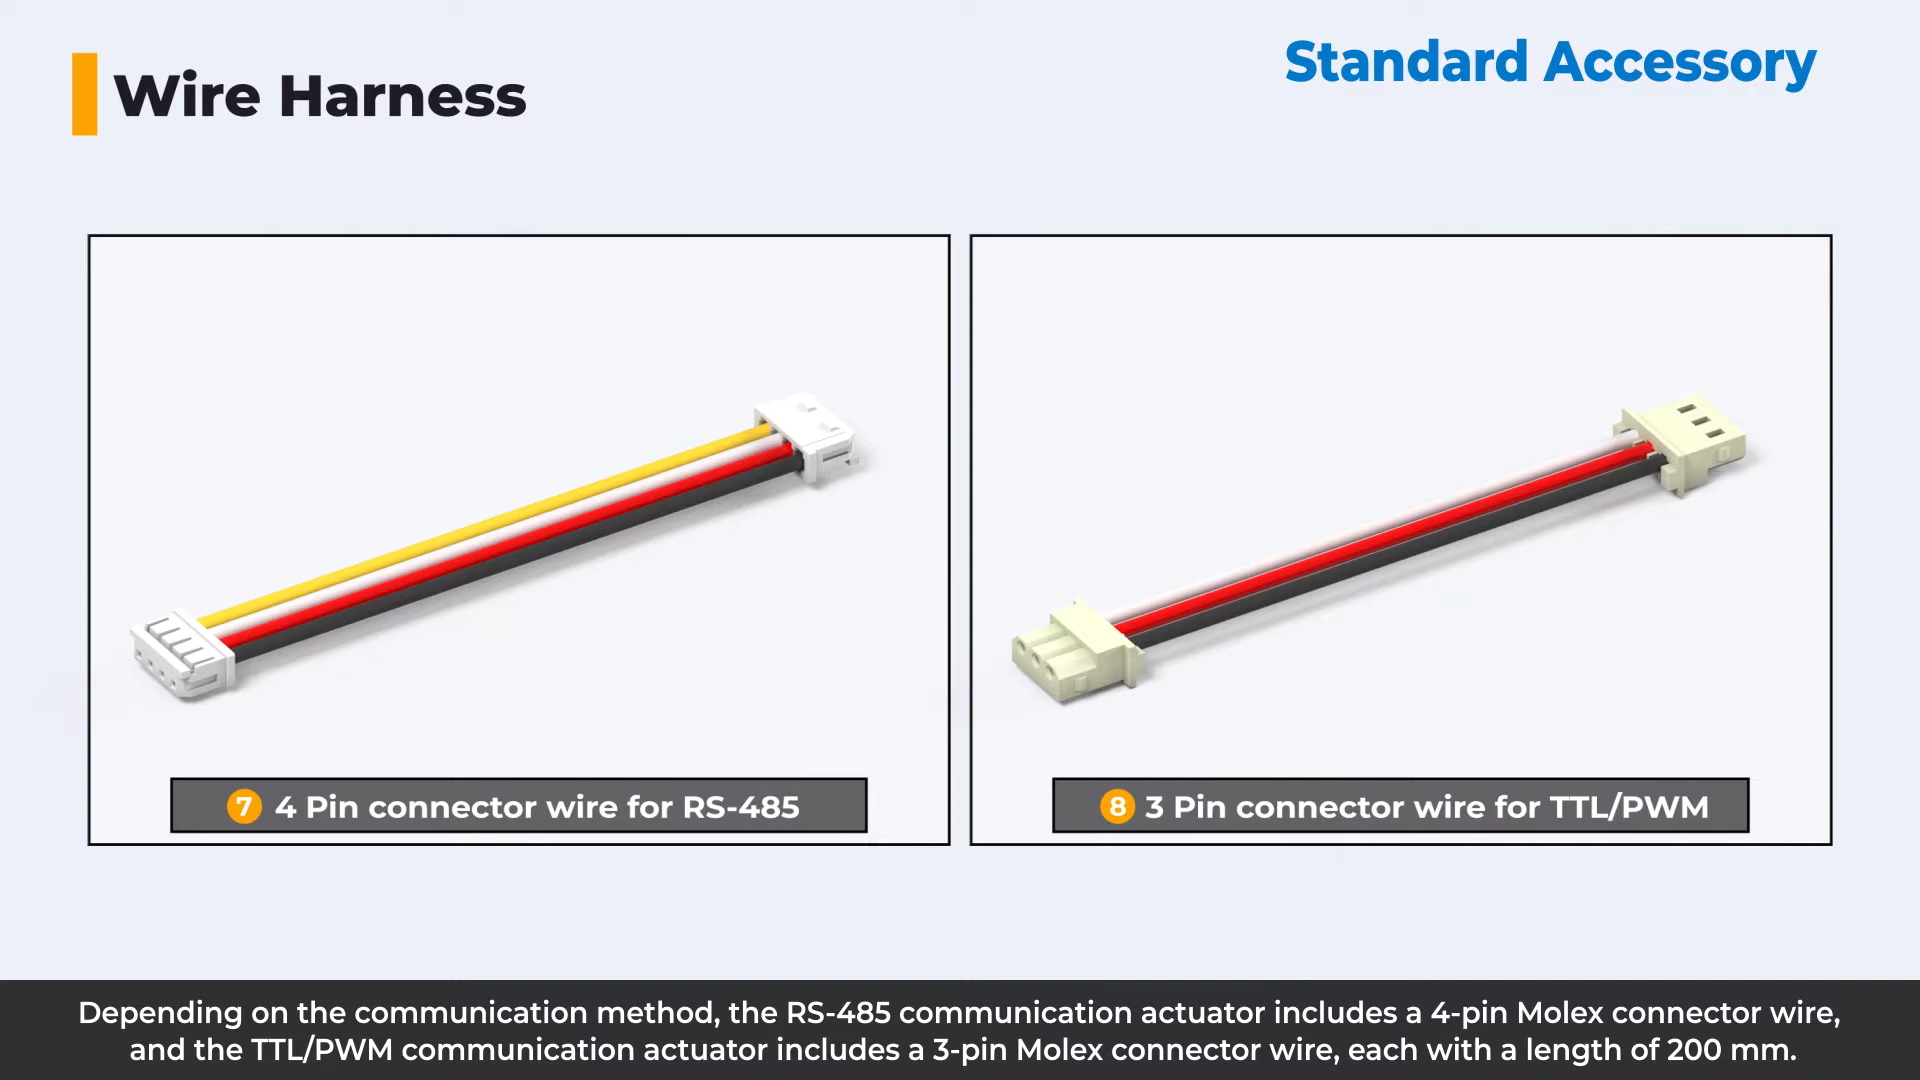 Wire Harness
Standard Accessory
7 4 Pin connector wire for RS-485
8 3 Pin connector wire for TTL/PWM
Depending on the communication method, the RS-485 communication actuator includes a 4-pin Molex connector wire,
and the TTL/PWM communication actuator includes a 3-pin Molex connector wire, each with a length of 200 mm.